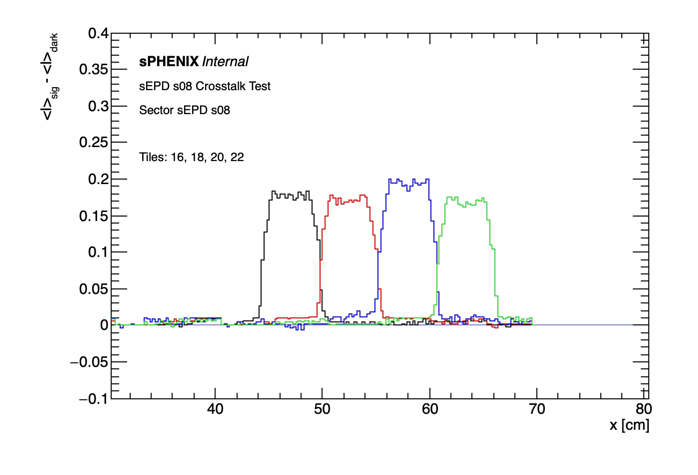 <I>sig - <I>dark
0.4
0.35
0.3
0.25
0.2
0.15
0.1
0.05
0
−0.05
−0.1
sPHENIX Internal
sEPD s08 Crosstalk Test
Sector sEPD s08
Tiles: 16, 18, 20, 22
40 50 60 70 80
x [cm]